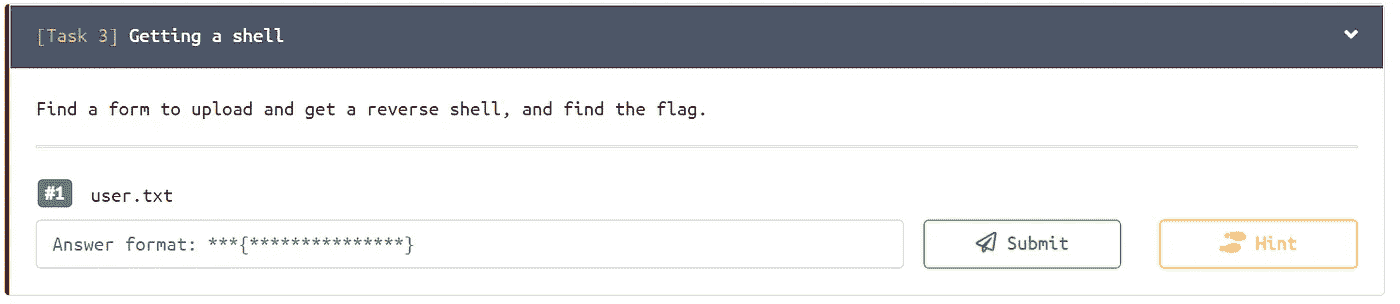 [Task 3] Getting a shell
Find a form to upload and get a reverse shell, and find the flag.
#1 user.txt
Answer format: ***{***************} Submit Hint